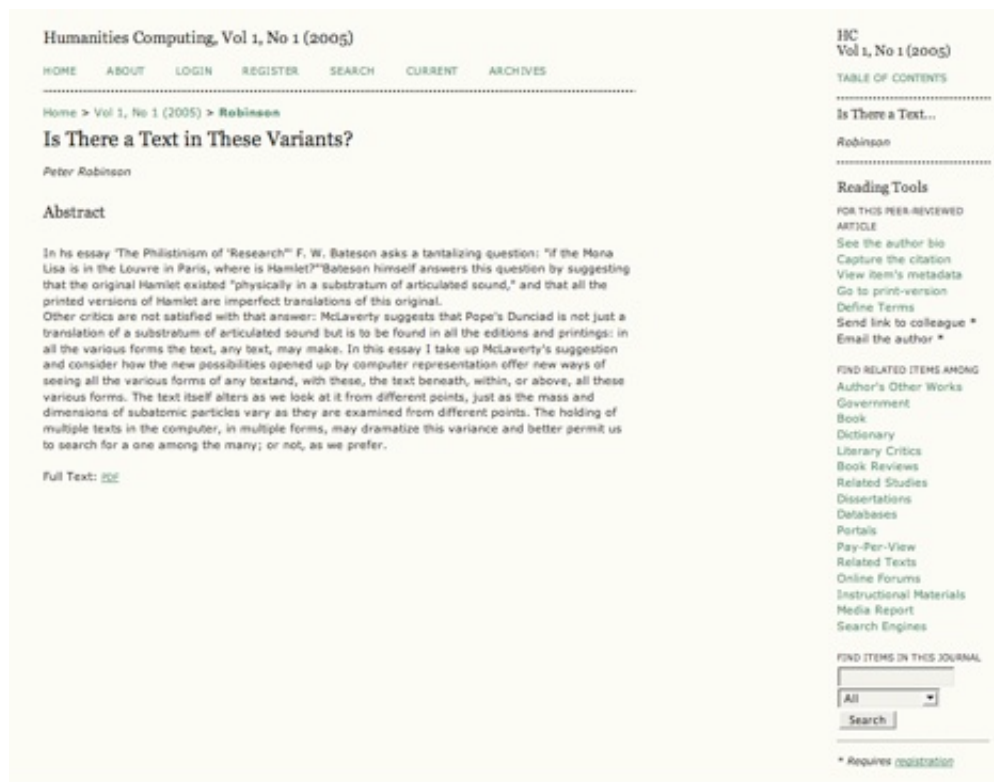 Humanities Computing, Vol 1, No 1 (2005)
HOME ABOUT LOGIN REGISTER SEARCH CURRENT ARCHIVES
Home > Vol 1, No 1 (2005) > Robinson
Is There a Text in These Variants?
Peter Robinson
Abstract
In hs essay 'The Philistinism of 'Research"' F. W. Bateson asks a tantalizing question: "if the Mona
Lisa is in the Louvre in Paris, where is Hamlet?"'Bateson himself answers this question by suggesting
that the original Hamlet existed "physically in a substratum of articulated sound," and that all the
printed versions of Hamlet are imperfect translations of this original.
Other critics are not satisfied with that answer: McLaverty suggests that Pope's Dunciad is not just a
translation of a substratum of articulated sound but is to be found in all the editions and printings: in
all the various forms the text, any text, may make. In this essay I take up McLaverty's suggestion
and consider how the new possibilities opened up by computer representation offer new ways of
seeing all the various forms of any textand, with these, the text beneath, within, or above, all these
various forms. The text itself alters as we look at it from different points, just as the mass and
dimensions of subatomic particles vary as they are examined from different points. The holding of
multiple texts in the computer, in multiple forms, may dramatize this variance and better permit us
to search for a one among the many; or not, as we prefer.
Full Text: PDF
HC
Vol 1, No 1 (2005)
TABLE OF CONTENTS
Is There a Text...
Robinson
Reading Tools
FOR THIS PEER-REVIEWED
ARTICLE
See the author bio
Capture the citation
View item's metadata
Go to print-version
Define Terms
Send link to colleague *
Email the author *
FIND RELATED ITEMS AMONG
Author's Other Works
Government
Book
Dictionary
Literary Critics
Book Reviews
Related Studies
Dissertations
Databases
Portals
Pay-Per-View
Related Texts
Online Forums
Instructional Materials
Media Report
Search Engines
FIND ITEMS IN THIS JOURNAL
All
Search
* Requires registration